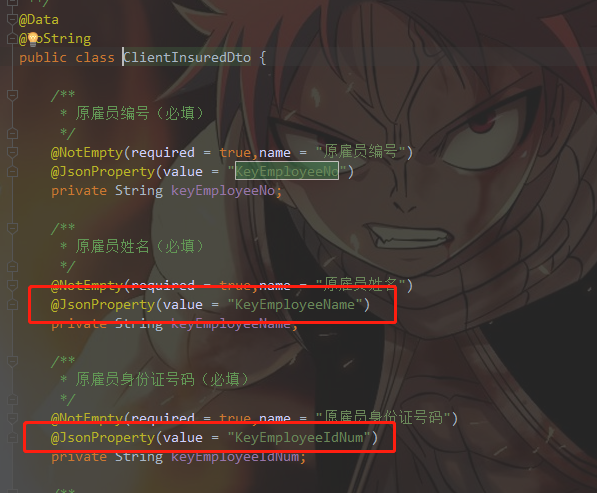 @Data
@ToString
public class ClientInsuredDto {
/**
* 原雇员编号（必填）
*/
@NotEmpty(required = true,name = "原雇员编号")
@JsonProperty(value = "KeyEmployeeNo")
private String keyEmployeeNo;
/**
* 原雇员姓名（必填）
*/
@NotEmpty(required = true,name = "原雇员姓名")
@JsonProperty(value = "KeyEmployeeName")
private String keyEmployeeName;
/**
* 原雇员身份证号码（必填）
*/
@NotEmpty(required = true,name = "原雇员身份证号码")
@JsonProperty(value = "KeyEmployeeIdNum")
private String keyEmployeeIdNum;
/**